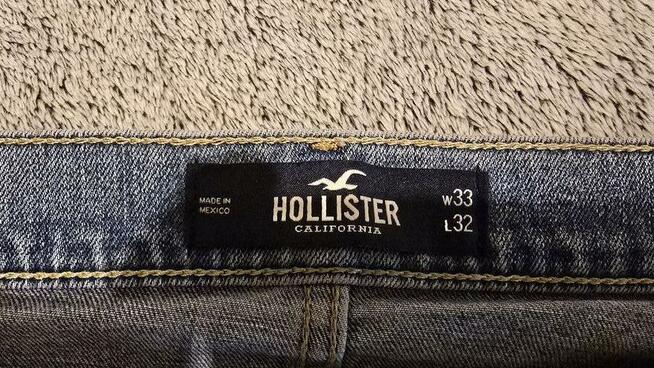 MADE IN
MEXICO
HOLLISTER
CALIFORNIA
W33
L32